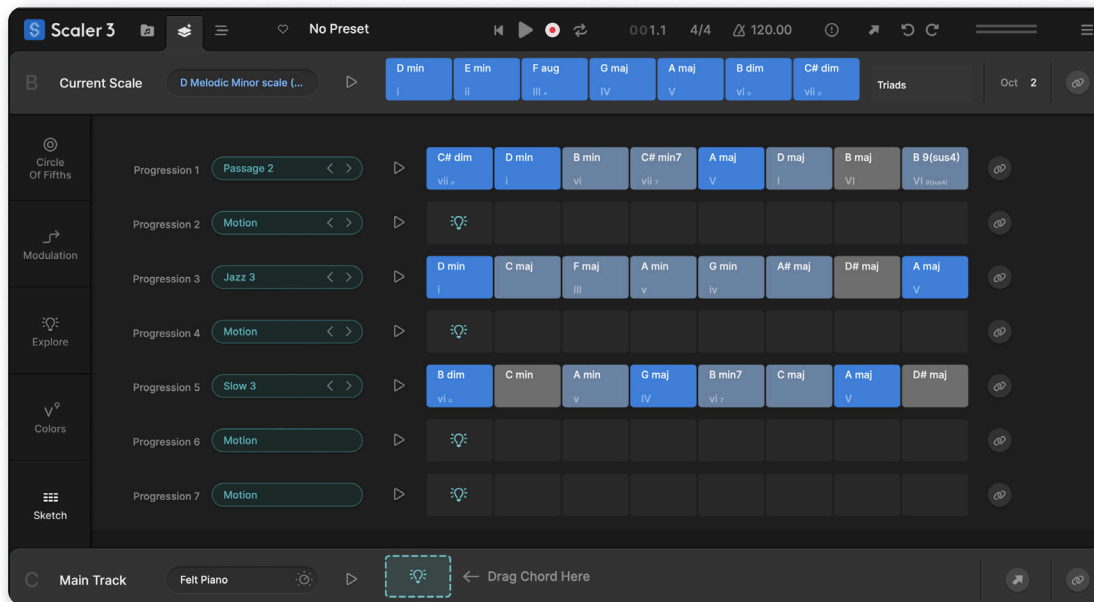 Scaler 3
No Preset
001.1 4/4 120.00
B Current Scale D Melodic Minor scale (...
D min E min F aug G maj A maj B dim C# dim
i ii III + IV V vi o vii o
Triads Oct 2
Circle
Of Fifths
Modulation
Explore
V°
Colors
Sketch
Progression 1 Passage 2
C# dim D min B min C# min7 A maj D maj B maj B 9(sus4)
vii o i vi vii 7 V I VI VI 9(sus4)
Progression 2 Motion
Progression 3 Jazz 3
D min C maj F maj A min G min A# maj D# maj A maj
i III v iv V
Progression 4 Motion
Progression 5 Slow 3
B dim C min A min G maj B min7 C maj A maj D# maj
vi o v IV vi 7 V
Progression 6 Motion
Progression 7 Motion
C Main Track Felt Piano
Drag Chord Here